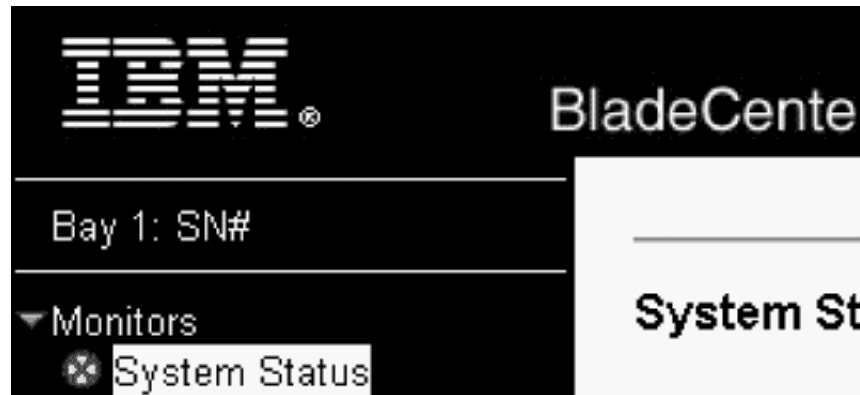 IBM®
BladeCente
Bay 1: SN#
Monitors
System Status
System St